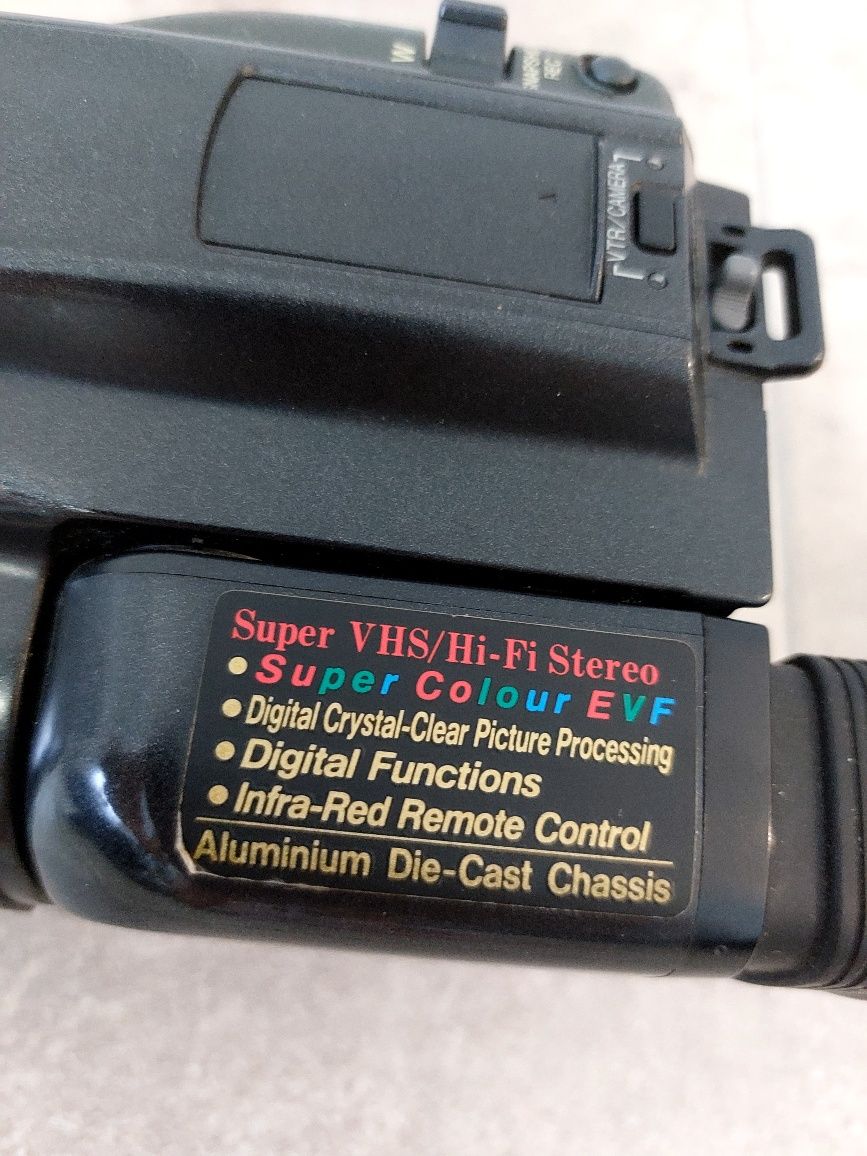 W
REC
VTR/CAMERA
Super VHS/Hi-Fi Stereo
• Super Colour EVF
• Digital Crystal-Clear Picture Processing
• Digital Functions
• Infra-Red Remote Control
Aluminium Die-Cast Chassis